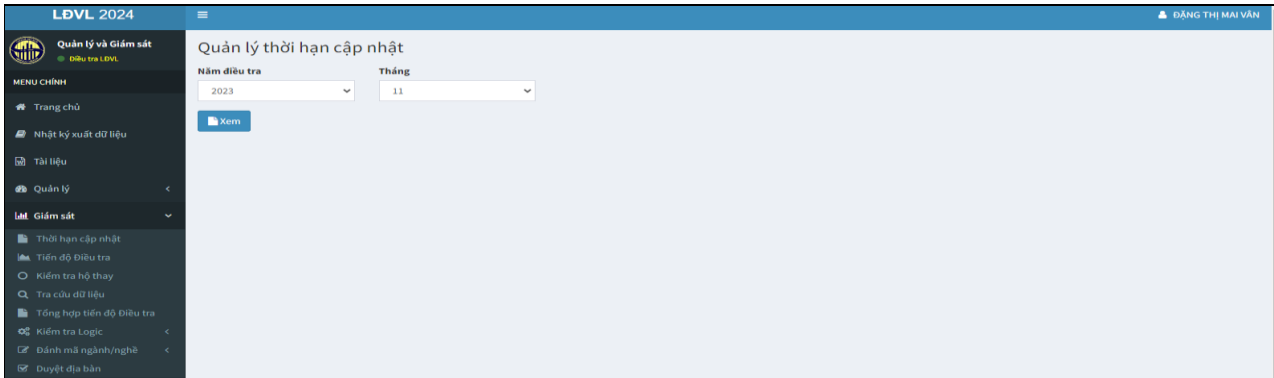 LĐVL 2024
ĐẶNG THỊ MAI VÂN
Quản lý và Giám sát
Điều tra LĐVL
MENU CHÍNH
Trang chủ
Nhật ký xuất dữ liệu
Tài liệu
Quản lý
Giám sát
Thời hạn cập nhật
Tiến độ Điều tra
Kiểm tra hộ thay
Tra cứu dữ liệu
Tổng hợp tiến độ Điều tra
Kiểm tra Logic
Đánh mã ngành/nghề
Duyệt địa bàn
Quản lý thời hạn cập nhật
Năm điều tra Tháng
2023 11
Xem